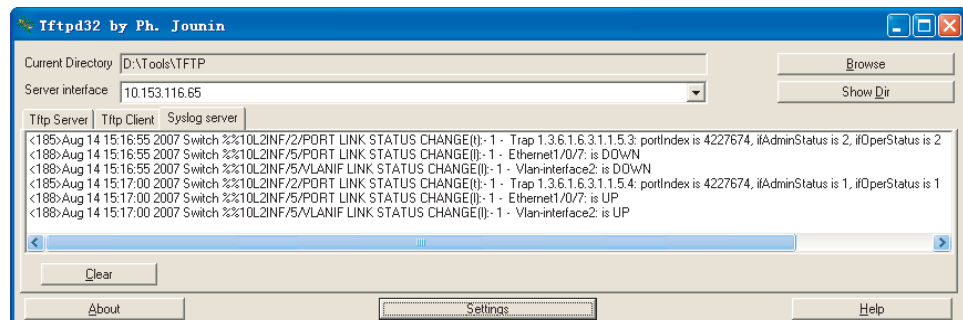 Tftpd32 by Ph. Jounin
Current Directory D:\Tools\TFTP
Browse
Server interface 10.153.116.65
Show Dir
Tftp Server Tftp Client Syslog server
<185>Aug 14 15:16:55 2007 Switch %%10L2INF/2/PORT LINK STATUS CHANGE(t):- 1 - Trap 1.3.6.1.6.3.1.1.5.3: portIndex is 4227674, ifAdminStatus is 2, ifOperStatus is 2
<188>Aug 14 15:16:55 2007 Switch %%10L2INF/5/PORT LINK STATUS CHANGE(l):- 1 - Ethernet1/0/7: is DOWN
<188>Aug 14 15:16:55 2007 Switch %%10L2INF/5/VLANIF LINK STATUS CHANGE(l):- 1 - Vlan-interface2: is DOWN
<185>Aug 14 15:17:00 2007 Switch %%10L2INF/2/PORT LINK STATUS CHANGE(t):- 1 - Trap 1.3.6.1.6.3.1.1.5.4: portIndex is 4227674, ifAdminStatus is 1, ifOperStatus is 1
<188>Aug 14 15:17:00 2007 Switch %%10L2INF/5/PORT LINK STATUS CHANGE(l):- 1 - Ethernet1/0/7: is UP
<188>Aug 14 15:17:00 2007 Switch %%10L2INF/5/VLANIF LINK STATUS CHANGE(l):- 1 - Vlan-interface2: is UP
Clear
About
Settings
Help